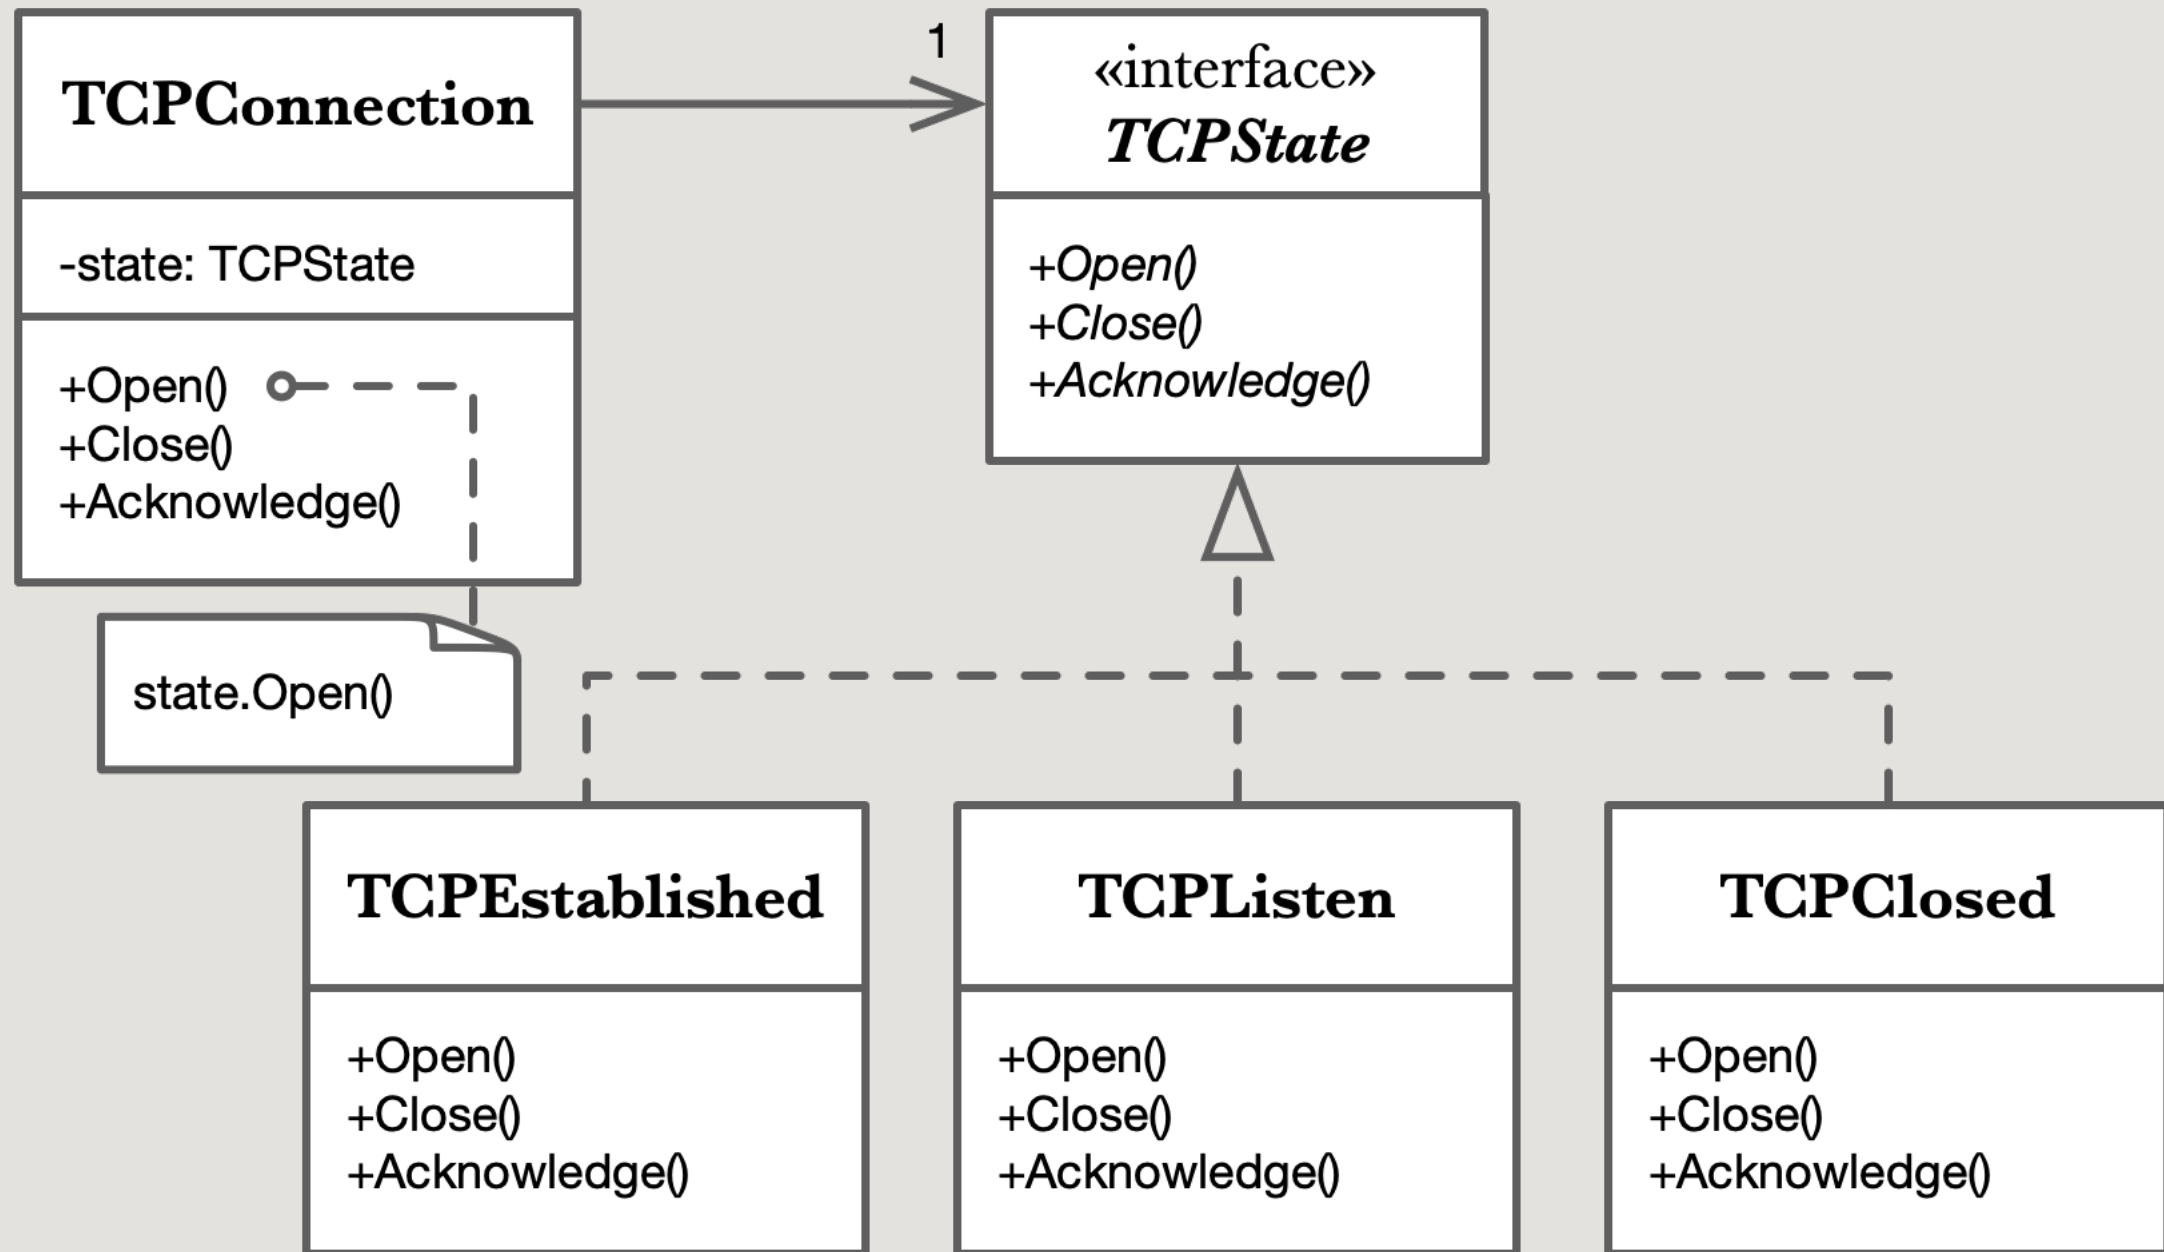 TCPConnection
-state: TCPState
+Open()
+Close()
+Acknowledge()
state.Open()
1
«interface»
TCPState
+Open()
+Close()
+Acknowledge()
TCPEstablished
+Open()
+Close()
+Acknowledge()
TCPListen
+Open()
+Close()
+Acknowledge()
TCPClosed
+Open()
+Close()
+Acknowledge()